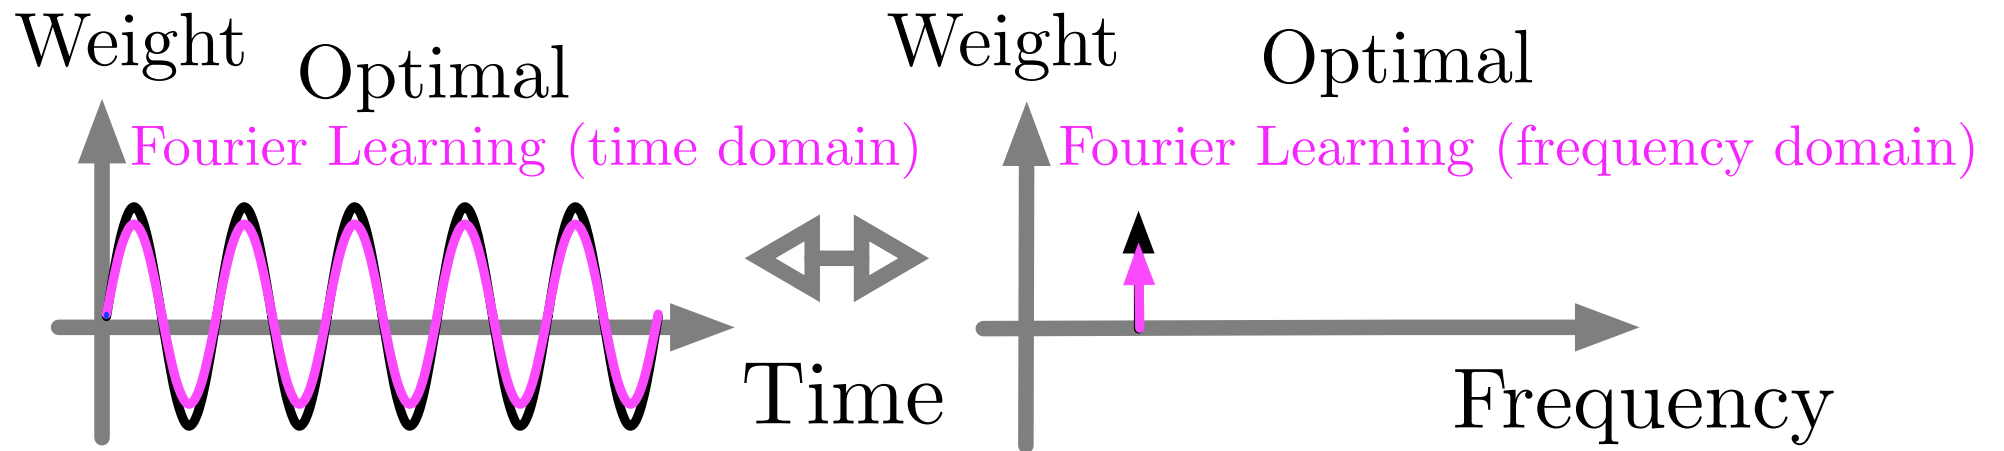 Weight
Optimal
Fourier Learning (time domain)
Time
Weight
Optimal
Fourier Learning (frequency domain)
Frequency